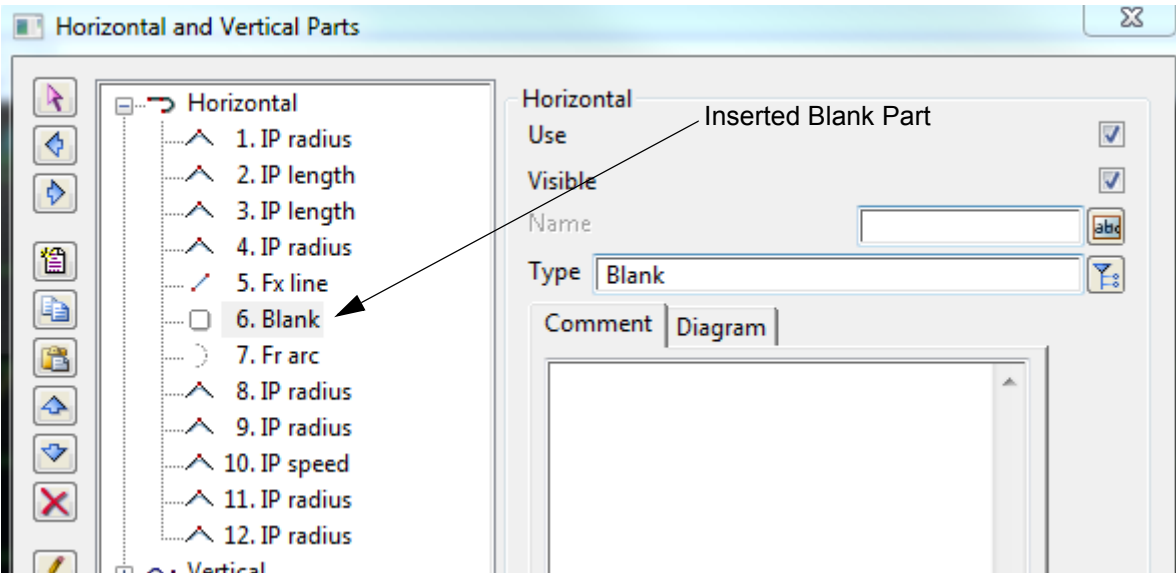 Horizontal and Vertical Parts
Horizontal
1. IP radius
2. IP length
3. IP length
4. IP radius
5. Fx line
6. Blank
7. Fr arc
8. IP radius
9. IP radius
10. IP speed
11. IP radius
12. IP radius
Vertical
Horizontal
Inserted Blank Part
Use
Visible
Name
abc
Type
Blank
Comment
Diagram